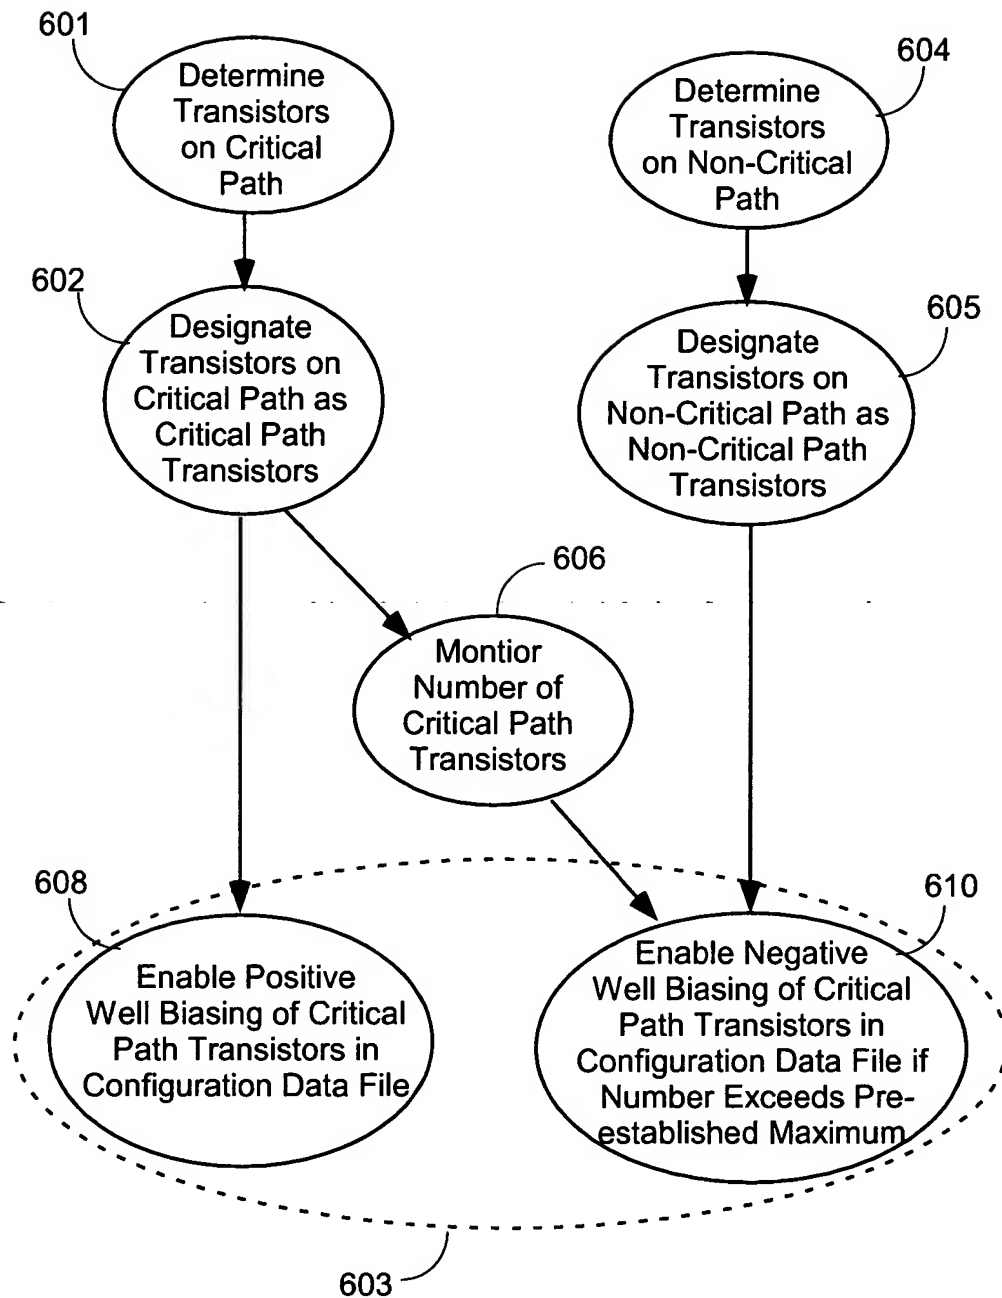 601
Determine
Transistors
on Critical
Path
604
Determine
Transistors
on Non-Critical
Path
602
Designate
Transistors on
Critical Path as
Critical Path
Transistors
605
Designate
Transistors on
Non-Critical Path as
Non-Critical Path
Transistors
606
Montior
Number of
Critical Path
Transistors
608
Enable Positive
Well Biasing of Critical
Path Transistors in
Configuration Data File
610
Enable Negative
Well Biasing of Critical
Path Transistors in
Configuration Data File if
Number Exceeds Pre-
established Maximum
603